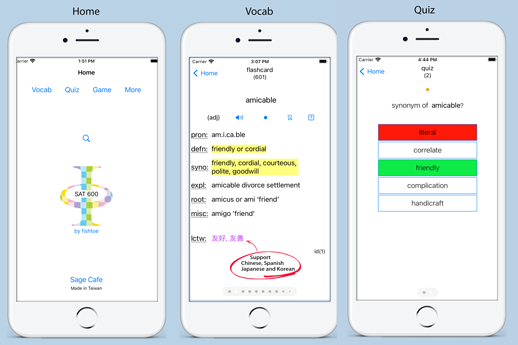 Home
Vocab
Quiz
Carrier 1:51 PM
Home
Vocab Quiz Game More
SAT 600
by fishtoe
Sage Cafe
Made in Taiwan
Carrier 3:07 PM
Home flashcard
(601)
amicable
(adj)
pron: am.i.ca.ble
defn: friendly or cordial
syno: friendly, cordial, courteous,
polite, goodwill
expl: amicable divorce settlement
root: amicus or ani 'friend'
misc: amigo 'friend'
lctw: 友好, 友善
id(1)
Support
Chinese, Spanish
Japanese and Korean
Carrier 4:44 PM
Home quiz
(2)
synonym of amicable?
literal
correlate
friendly
complication
handicraft